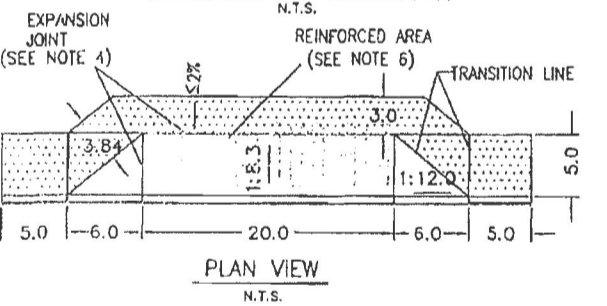 N.T.S.
EXPANSION
JOINT
(SEE NOTE 4)
≤2%
REINFORCED AREA
(SEE NOTE 6)
TRANSITION LINE
3.0
3.84
1:8.3
1:12.0
5.0
5.0
6.0
20.0
6.0
5.0
PLAN VIEW
N.T.S.